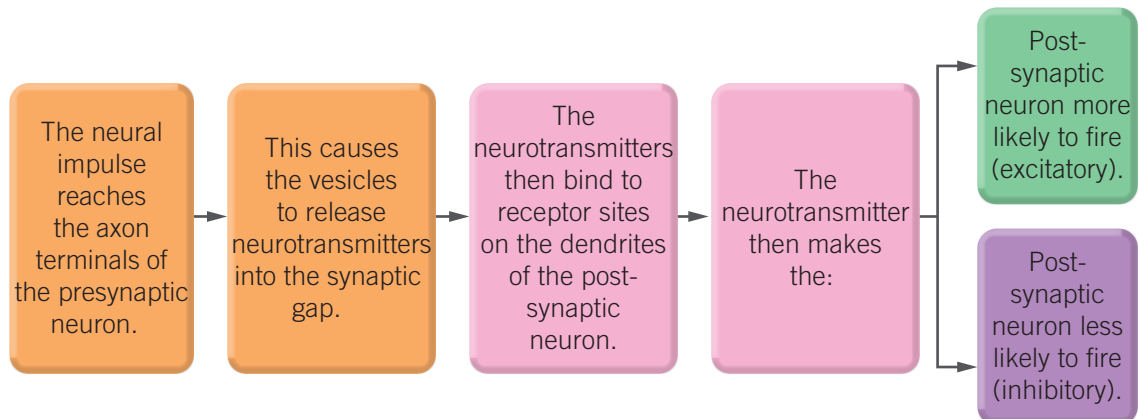 The neural
impulse
reaches
the axon
terminals of
the presynaptic
neuron.
This causes
the vesicles
to release
neurotransmitters
into the synaptic
gap.
The
neurotransmitters
then bind to
receptor sites
on the dendrites
of the post-
synaptic
neuron.
The
neurotransmitter
then makes
the:
Post-
synaptic
neuron more
likely to fire
(excitatory).
Post-
synaptic
neuron less
likely to fire
(inhibitory).